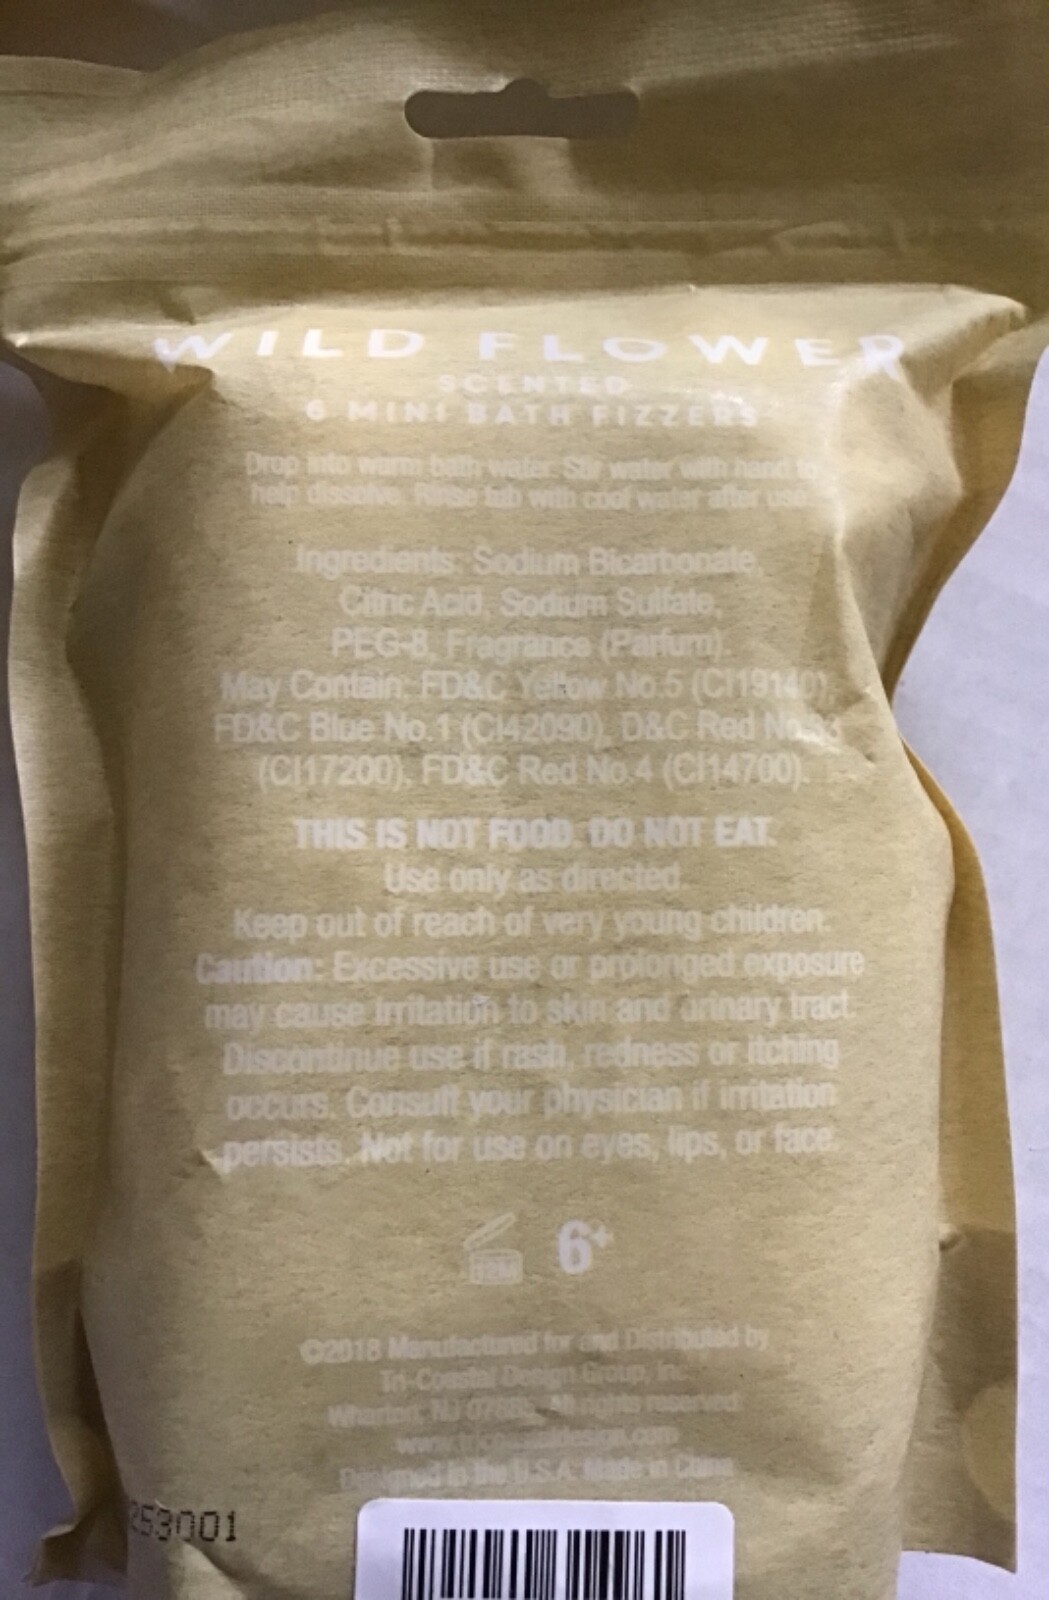 WILD FLOWER
SCENTED
6 MINI BATH FIZZERS
Drop into warm bath water. Stir water with hand to
help dissolve. Rinse tub with cool water after use.
Ingredients: Sodium Bicarbonate,
Citric Acid, Sodium Sulfate,
PEG-8, Fragrance (Parfum).
May Contain: FD&C Yellow No.5 (CI19140),
FD&C Blue No.1 (CI42090), D&C Red No.33
(CI17200), FD&C Red No.4 (CI14700).
THIS IS NOT FOOD. DO NOT EAT.
Use only as directed.
Keep out of reach of very young children.
Caution: Excessive use or prolonged exposure
may cause irritation to skin and urinary tract.
Discontinue use if rash, redness or itching
occurs. Consult your physician if irritation
persists. Not for use on eyes, lips, or face.
6+
©2018 Manufactured for and Distributed by
Tri-Coastal Design Group, Inc.
Wharton, NJ All rights reserved.
www.tricoastaldesign.com
Designed in the U.S.A. Made in China
253001